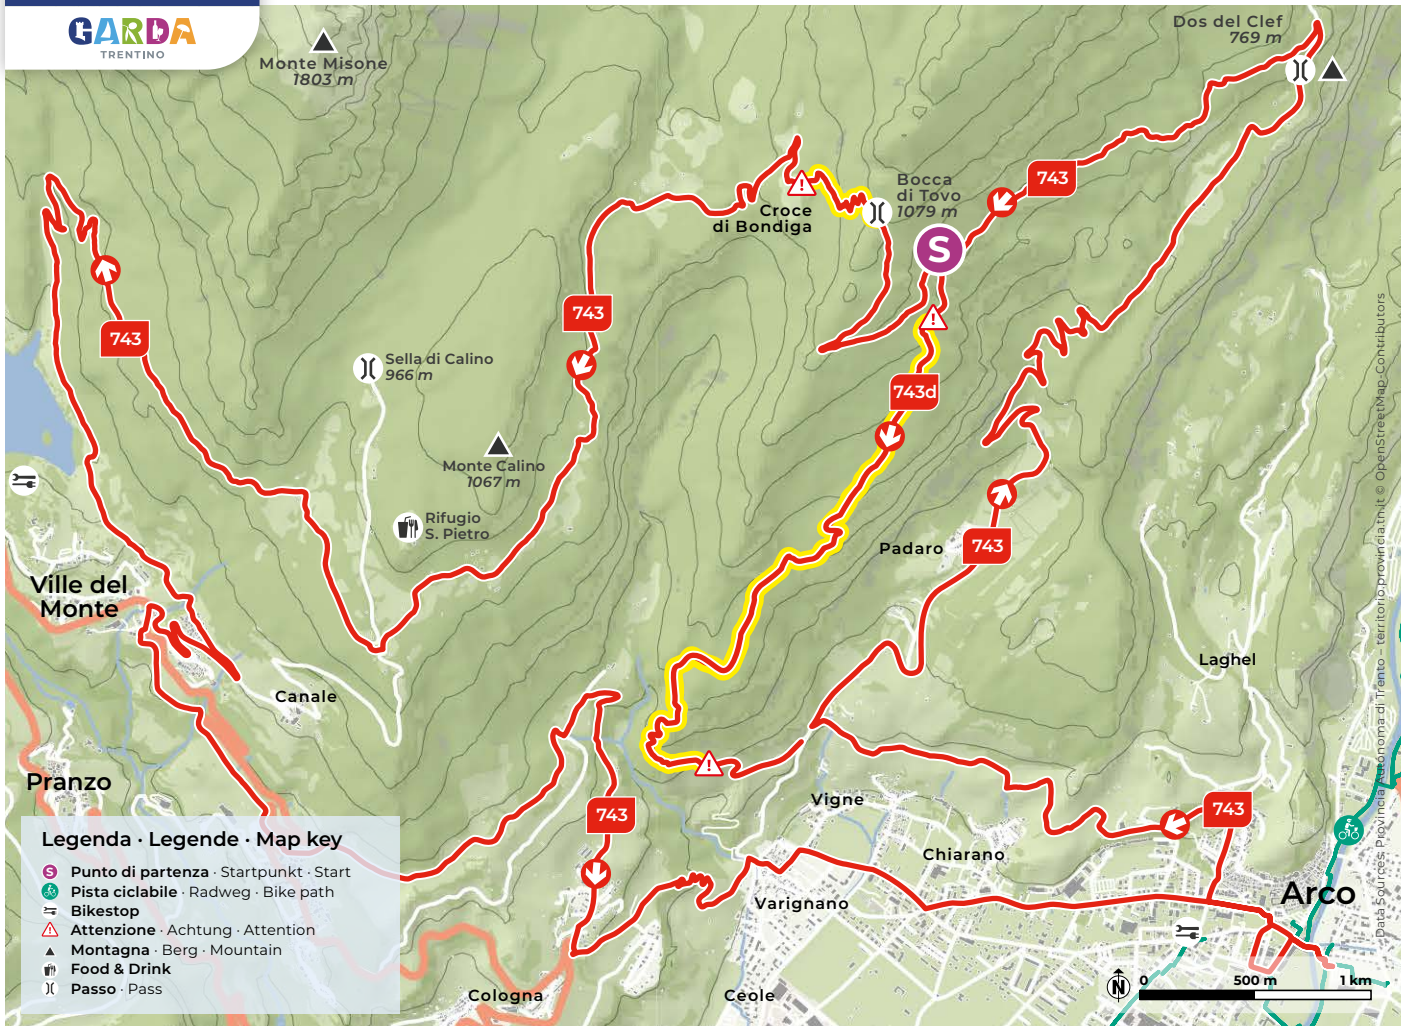 GARDA
TRENTINO
Monte Misone
1803 m
Dos del Clef
769 m
Bocca
di Tovo
1079 m
743
Croce
di Bondiga
S
743
743
Sella di Calino
966 m
743d
Monte Calino
1067 m
Rifugio
S. Pietro
Padaro
743
Ville del
Monte
Laghel
Canale
Pranzo
Vigne
743
743
Chiarano
Arco
Varignano
Cologna
Ceole
Legenda · Legende · Map key
S Punto di partenza · Startpunkt · Start
Pista ciclabile · Radweg · Bike path
Bikestop
Attenzione · Achtung · Attention
Montagna · Berg · Mountain
Food & Drink
Passo · Pass
N
0 500 m 1 km
Data Sources: Provincia Autonoma di Trento – territorio.provincia.tn.it © OpenStreetMap-Contributors